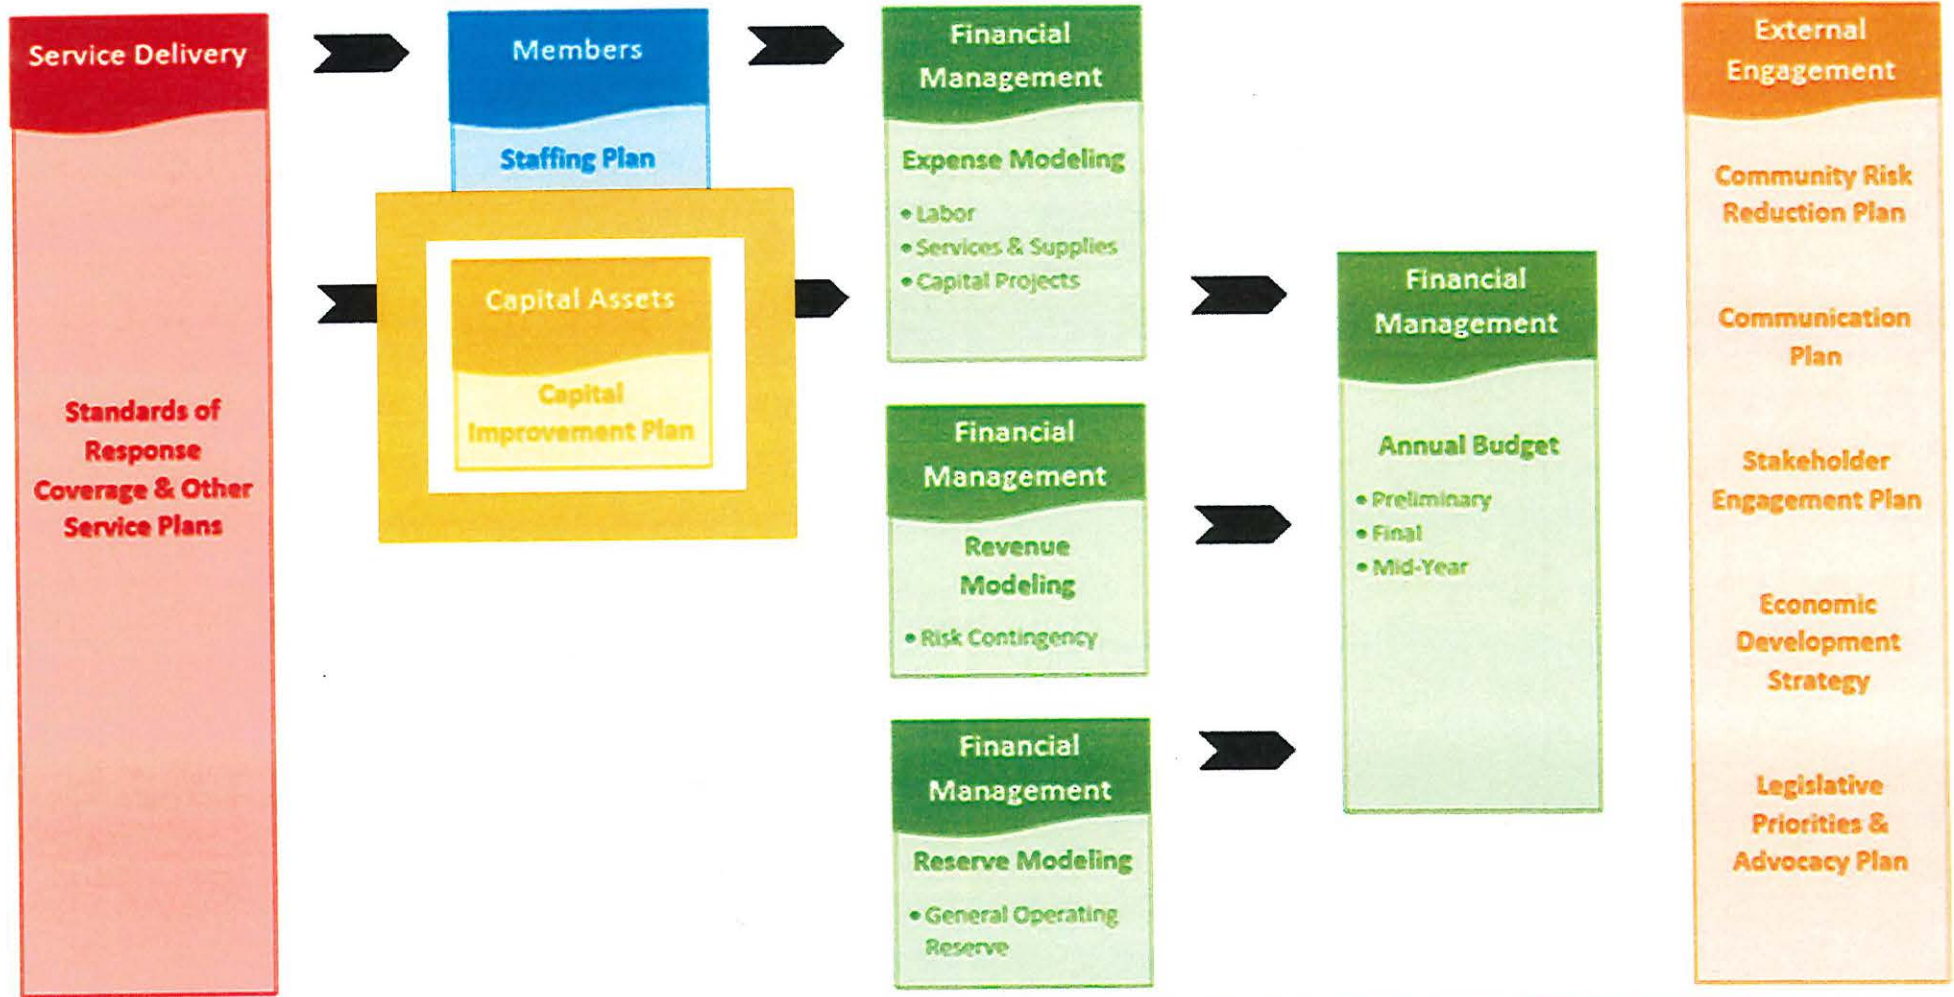 Service Delivery
Standards of
Response
Coverage & Other
Service Plans
Members
Staffing Plan
Capital Assets
Capital
Improvement Plan
Financial
Management
Expense Modeling
• Labor
• Services & Supplies
• Capital Projects
Financial
Management
Revenue
Modeling
• Risk Contingency
Financial
Management
Reserve Modeling
• General Operating
Reserve
Financial
Management
Annual Budget
• Preliminary
• Final
• Mid-Year
External
Engagement
Community Risk
Reduction Plan
Communication
Plan
Stakeholder
Engagement Plan
Economic
Development
Strategy
Legislative
Priorities &
Advocacy Plan